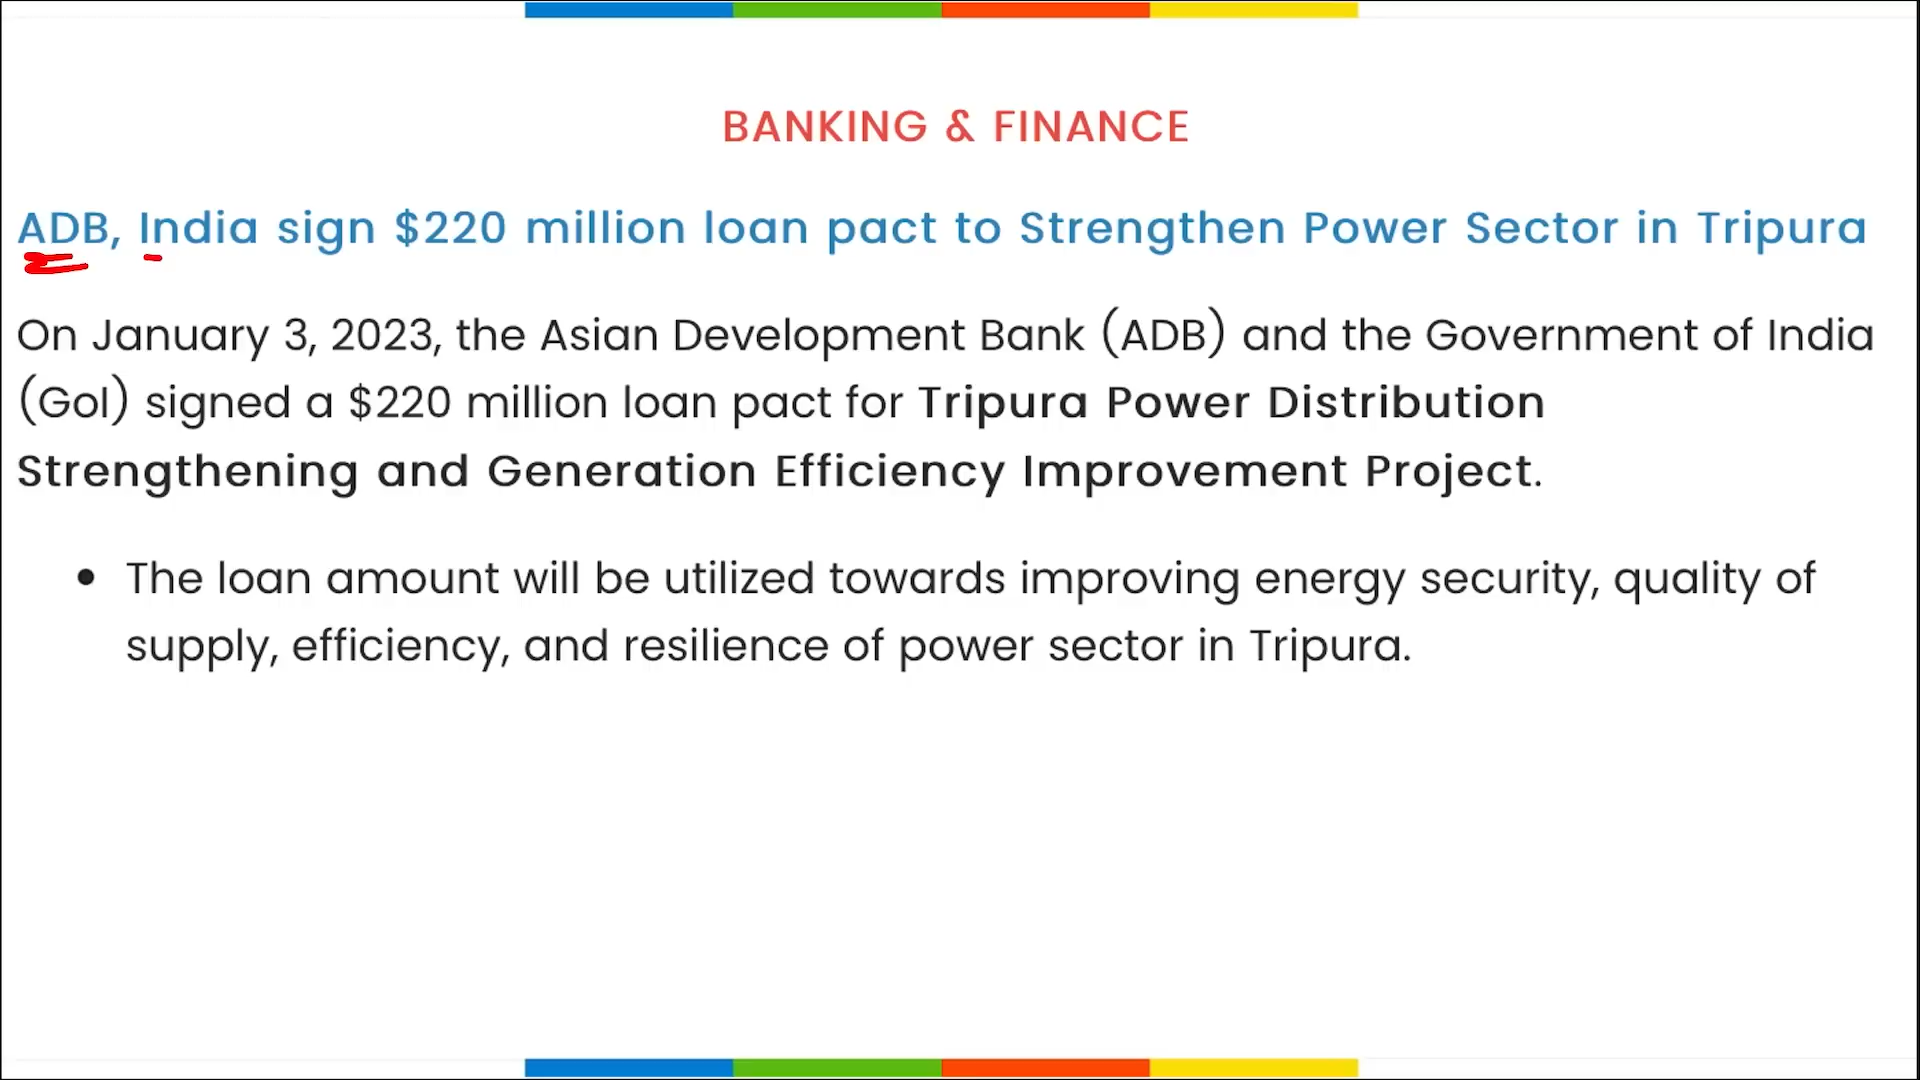 BANKING & FINANCE
ADB, India sign $220 million loan pact to Strengthen Power Sector in Tripura
On January 3, 2023, the Asian Development Bank (ADB) and the Government of India
(GoI) signed a $220 million loan pact for Tripura Power Distribution
Strengthening and Generation Efficiency Improvement Project.
• The loan amount will be utilized towards improving energy security, quality of
supply, efficiency, and resilience of power sector in Tripura.